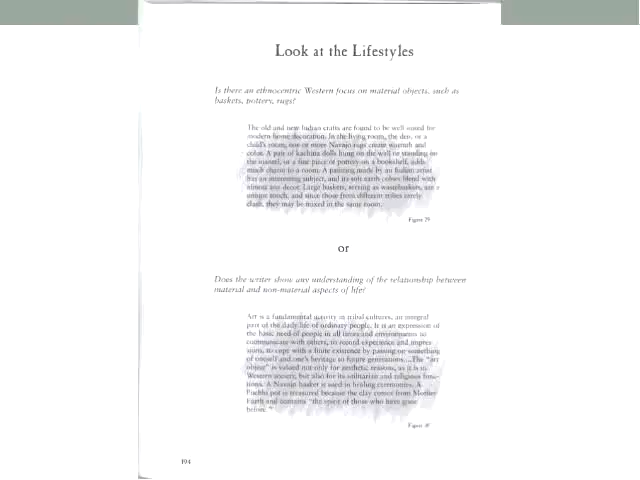 Look at the Lifestyles
Is there an ethnocentric Western focus on material objects, such as
baskets, pottery, rugs?
The old and new Indian crafts are found to be well suited for
modern home decoration. In the living room, the den, or a
child's room, one or more Navajo rugs create warmth and
color. A pair of kachina dolls hung on the wall or standing on
the mantel, or a fine piece of pottery on a bookshelf, adds
much charm to a room. A painting made by an Indian artist
has an interesting subject, and its soft earth colors blend with
almost any decor. Large baskets, serving as wastebaskets, are a
unique touch, and since those from different tribes rarely
clash, they may be mixed in the same room.
Figure
or
Does the writer show any understanding of the relationship between
material and non-material aspects of life?
Art is a fundamental activity in tribal cultures, an integral
part of the daily life of ordinary people. It is an expression of
the basic need of people in all times and environments to
communicate with others, to record experience and impres-
sions, to cope with a finite existence by passing on something
of oneself and one's heritage to future generations....The "art
object" is valued not only for aesthetic reasons, as it is in
Western society, but also for its utilitarian and religious func-
tions. A Navajo basket is used in healing ceremonies. A
Pueblo pot is treasured because the clay comes from Mother
Earth and contains "the spirit of those who have gone
before."
Figure
194